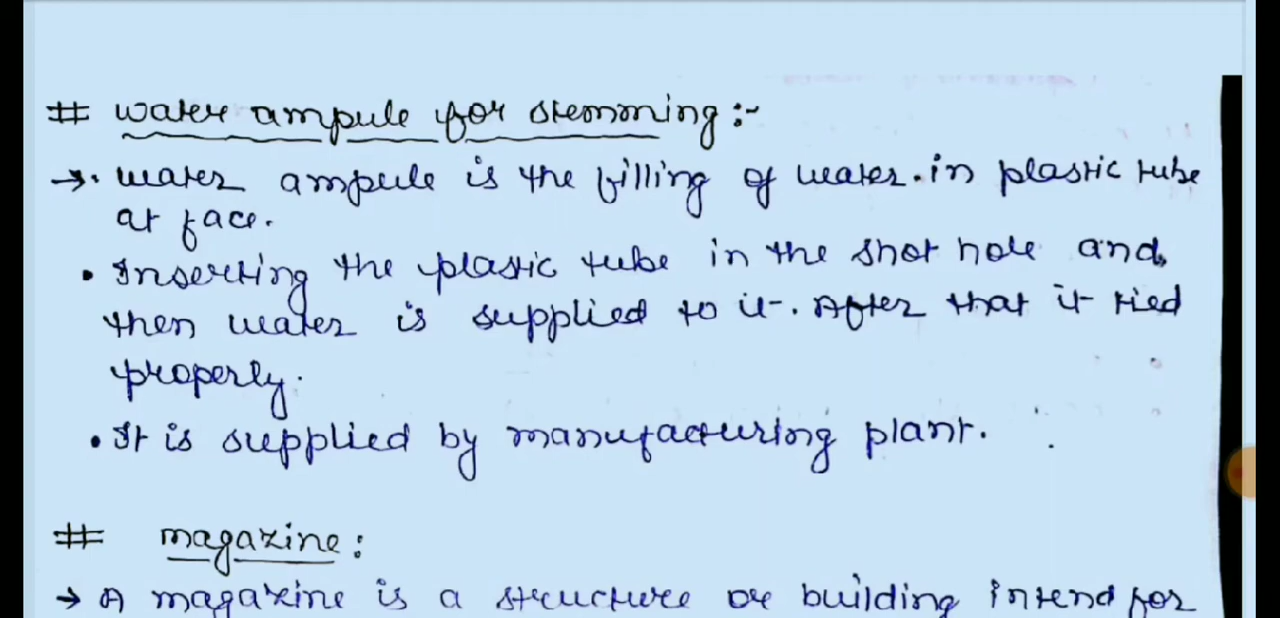 # water ampule for stemming :-
→. water ampule is the filling of water. in plastic tube
at face.
• Inserting the plastic tube in the shot hole and
then water is supplied to it. After that it tied
properly.
• It is supplied by manufacturing plant.
# magazine :
→ A magazine is a structure or building intend for